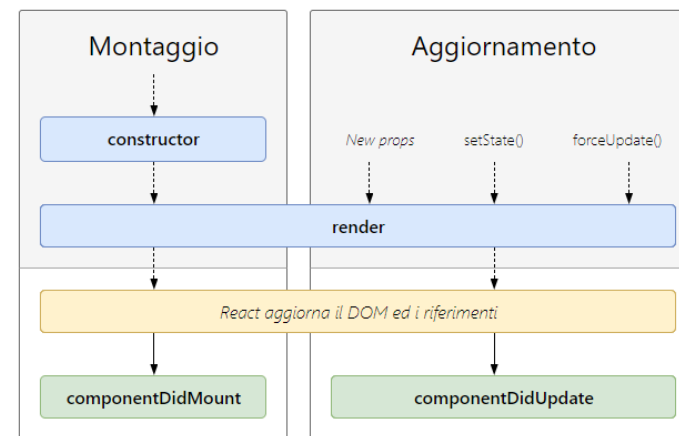 Montaggio
Aggiornamento
constructor
New props
setState()
forceUpdate()
render
React aggiorna il DOM ed i riferimenti
componentDidMount
componentDidUpdate